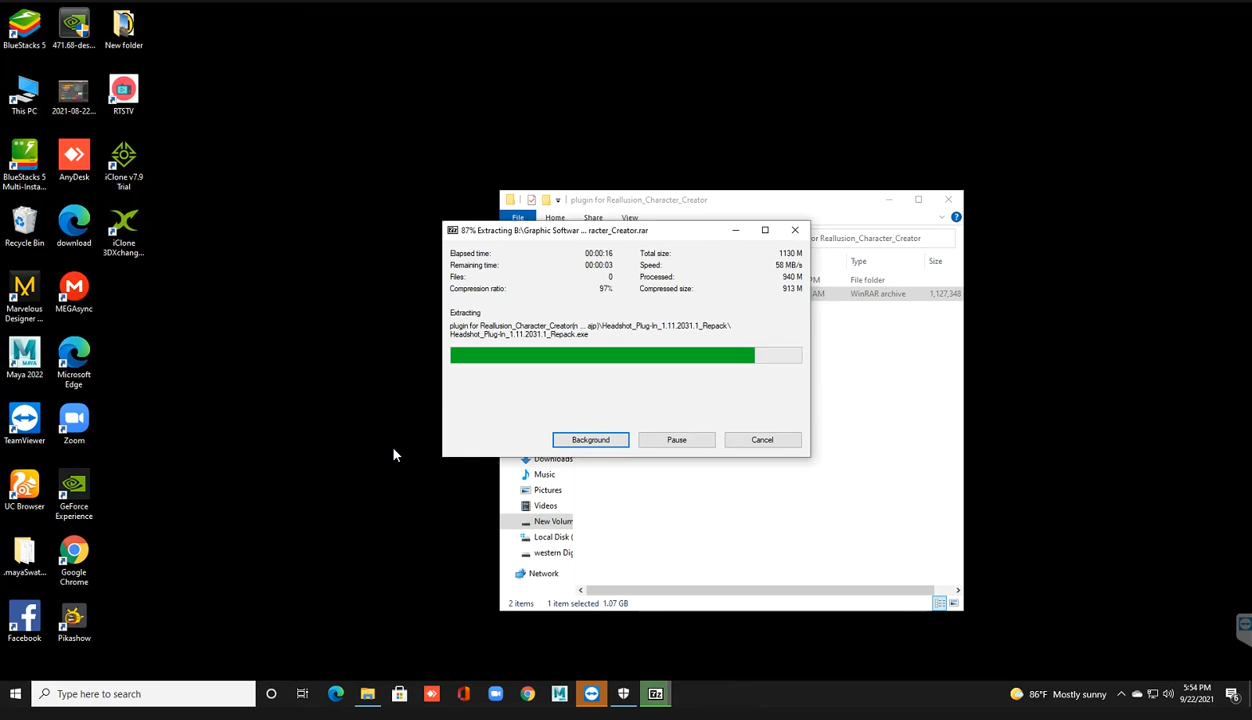 BlueStacks 5
471.68-des...
New folder
This PC
2021-08-22...
RTSTV
BlueStacks 5
Multi-Insta...
AnyDesk
iClone v7.9
Trial
Recycle Bin
download
iClone
3DXchang...
Marvelous
Designer ...
MEGAsync
Maya 2022
Microsoft
Edge
TeamViewer
Zoom
UC Browser
GeForce
Experience
.mayaSwat...
Google
Chrome
Facebook
Pikashow
plugin for Reallusion_Character_Creator
File
Home
Share
View
or Reallusion_Character_Creator
Type
Size
PM
File folder
AM
WinRAR archive
1,127,348
87% Extracting B:\Graphic Softwar ... racter_Creator.rar
Elapsed time:
00:00:16
Total size:
1130 M
Remaining time:
00:00:03
Speed:
58 MB/s
Files:
0
Processed:
940 M
Compression ratio:
97%
Compressed size:
913 M
Extracting
plugin for Reallusion_Character_Creator(n ... ajp)\Headshot_Plug-In_1.11.2031.1_Repack\
Headshot_Plug-In_1.11.2031.1_Repack.exe
Background
Pause
Cancel
Downloads
Music
Pictures
Videos
New Volum
Local Disk (
western Dig
Network
2 items
1 item selected 1.07 GB
Type here to search
86°F Mostly sunny
5:54 PM
9/22/2021
6